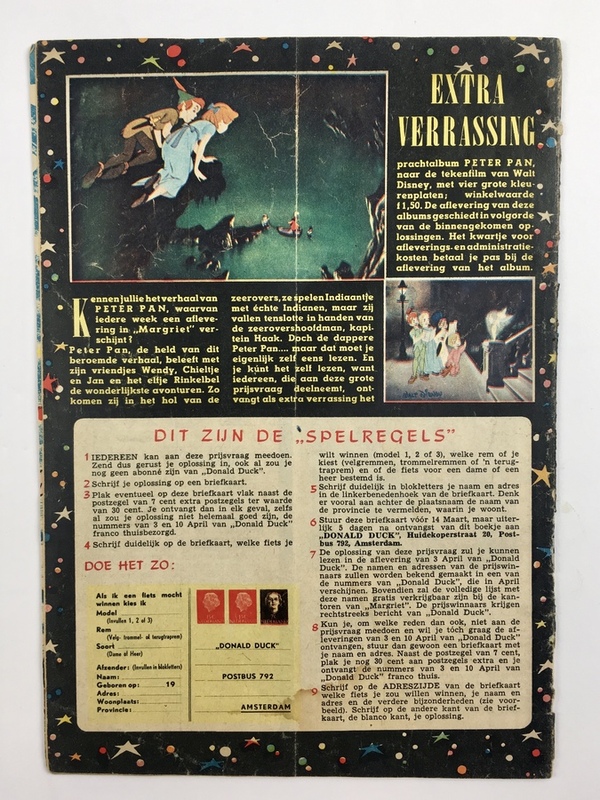 EXTRA
VERRASSING
prachtalbum PETER PAN,
naar de tekenfilm van Walt
Disney, met vier grote kleu-
renplaten; winkelwaarde
f1,50. De aflevering van deze
albums geschiedt in volgorde
van de binnengekomen op-
lossingen. Het kwartje voor
afleverings- en administratie-
kosten betaal je pas bij de
aflevering van het album.
Kennen jullie het verhaal van
PETER PAN, waarvan
iedere week een afleve-
ring in „Margriet" ver-
schijnt?
Peter Pan, de held van dit
beroemde verhaal, beleeft met
zijn vriendjes Wendy, Chieltje
en Jan en het elfje Rinkelbel
de wonderlijkste avonturen. Zo
komen zij in het hol van de
zeerovers, ze spelen Indiaantje
met échte Indianen, maar zij
vallen tenslotte in handen van
de zeerovershoofdman, kapi-
tein Haak. Doch de dappere
Peter Pan.... maar dat moet je
eigenlijk zelf eens lezen. En
je kúnt het zelf lezen, want
iedereen, die aan deze grote
prijsvraag deelneemt, ont-
vangt als extra verrassing het
WALT DISNEY
DIT ZIJN DE „SPELREGELS"
1 IEDEREEN kan aan deze prijsvraag meedoen.
Zend dus gerust je oplossing in, ook al zou je
nog geen abonné zijn van „Donald Duck".
2 Schrijf je oplossing op een briefkaart.
3 Plak eventueel op deze briefkaart vlak naast de
postzegel van 7 cent extra postzegels ter waarde
van 30 cent. Je ontvangt dan in elk geval, zelfs
al zou je oplossing niet helemaal goed zijn, de
nummers van 3 en 10 April van „Donald Duck"
franco thuisbezorgd.
4 Schrijf duidelijk op de briefkaart, welke fiets je
wilt winnen (model 1, 2 of 3), welke rem of je
kiest (velgremmen, trommelremmen of 'n terug-
traprem) en of de fiets voor een dame of een
heer bestemd is.
5 Schrijf duidelijk in blokletters je naam en adres
in de linkerbenedenhoek van de briefkaart. Denk
er vooral aan achter de plaatsnaam de naam van
de provincie te vermelden, waarin je woont.
6 Stuur deze briefkaart vóór 14 Maart, maar uiter-
lijk 5 dagen na ontvangst van dit boekje aan
„DONALD DUCK", Huidekoperstraat 20, Post-
bus 792, Amsterdam.
7 De oplossing van deze prijsvraag zul je kunnen
lezen in de aflevering van 3 April van „Donald
Duck". De namen en adressen van de prijswin-
naars zullen worden bekend gemaakt in een van
de nummers van „Donald Duck", die in April
verschijnen. Bovendien zal de volledige lijst met
deze namen gratis verkrijgbaar zijn bij de kan-
toren van „Margriet". De prijswinnaars krijgen
rechtstreeks bericht van „Donald Duck".
8 Kun je, om welke reden dan ook, niet aan de
prijsvraag meedoen en wil je tóch graag de af-
leveringen van 3 en 10 April van „Donald Duck"
ontvangen, stuur dan gewoon een briefkaart met
je naam en adres. Naast de postzegel van 7 cent,
plak je nog 30 cent aan postzegels extra en je
ontvangt de nummers van 3 en 10 April van
„Donald Duck" franco thuis.
9 Schrijf op de ADRESZIJDE van de briefkaart
welke fiets je zou willen winnen, je naam en
adres en de verdere bijzonderheden (zie voor-
beeld). Schrijf op de andere kant van de brief-
kaart, de blanco kant, je oplossing.
DOE HET ZO:
Als ik een fiets mocht
winnen kies ik
Model
(Invullen 1, 2 of 3)
Rem
(Velg- trommel- of terugtraprem)
Soort
(Dame of Heer)
Afzender: (Invullen in blokletters)
Naam:
Geboren op: 19
Adres:
Woonplaats:
Provincie:
„DONALD DUCK"
POSTBUS 792
AMSTERDAM